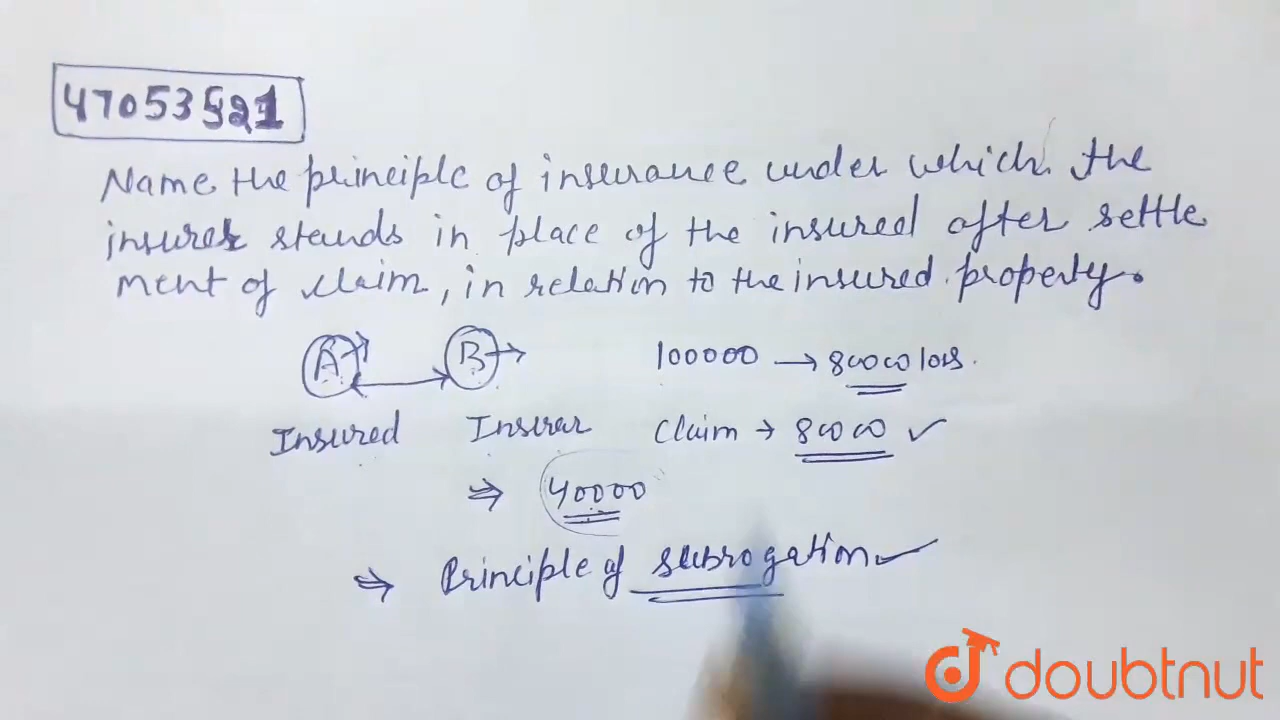 47053521
Name the principle of insurance under which the
insurer stands in place of the insured after settle
ment of claim, in relation to the insured property.
A B 100000 → 80000 loss.
Insured Insurar Claim → 80000 ✓
⇒ 40000
⇒ Principle of subrogation ✓
doubtnut